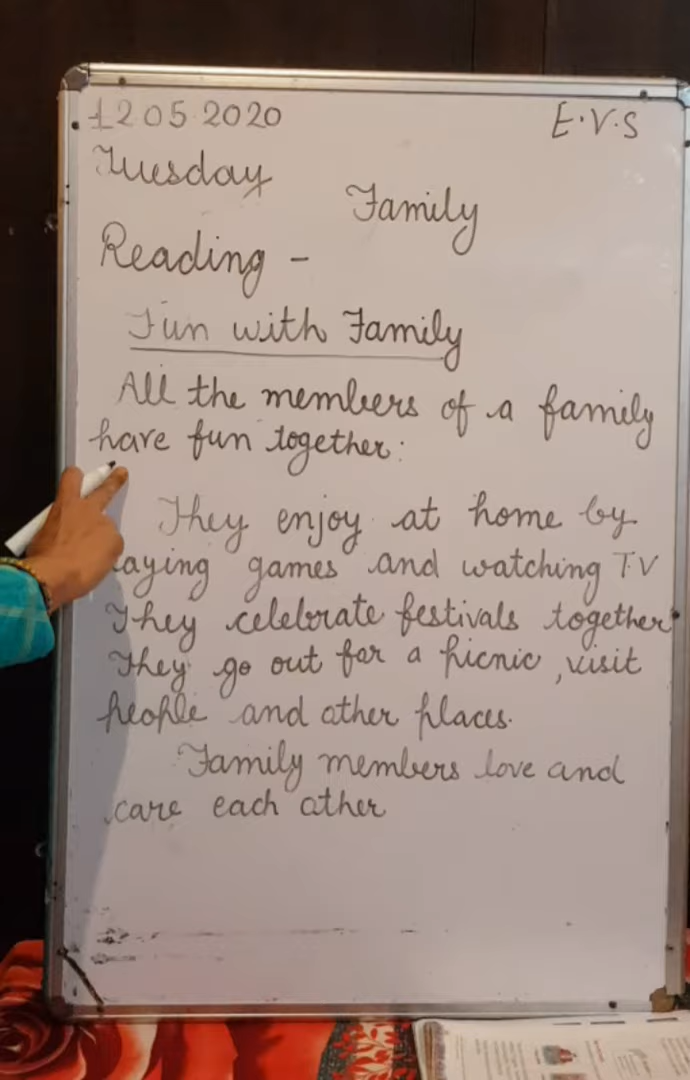 12.05.2020 E.V.S
Tuesday
Family
Reading -
Fun with Family
All the members of a family
have fun together:
They enjoy at home by
aying games and watching T.V
They celebrate festivals together
They go out for a picnic, visit
people and other places.
Family members love and
care each other